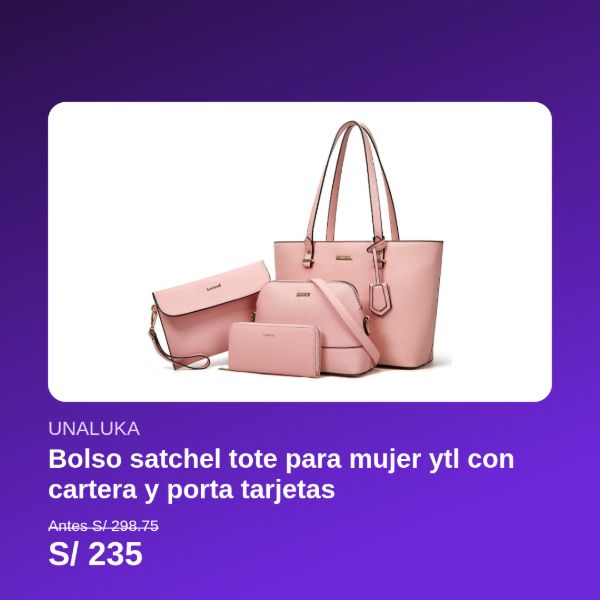 UNALUKA
Bolso satchel tote para mujer ytl con
cartera y porta tarjetas
Antes S/ 298.75
S/ 235